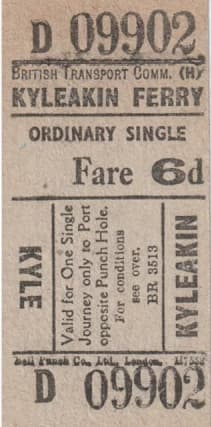 D 09902
BRITISH TRANSPORT COMM. (H)
KYLEAKIN FERRY
ORDINARY SINGLE
Fare 6d
KYLE
Valid for One Single
Journey only to Port
opposite Punch Hole.
For conditions
see over.
BR 3513
KYLEAKIN
Bell Punch Co., Ltd., London.
D 09902